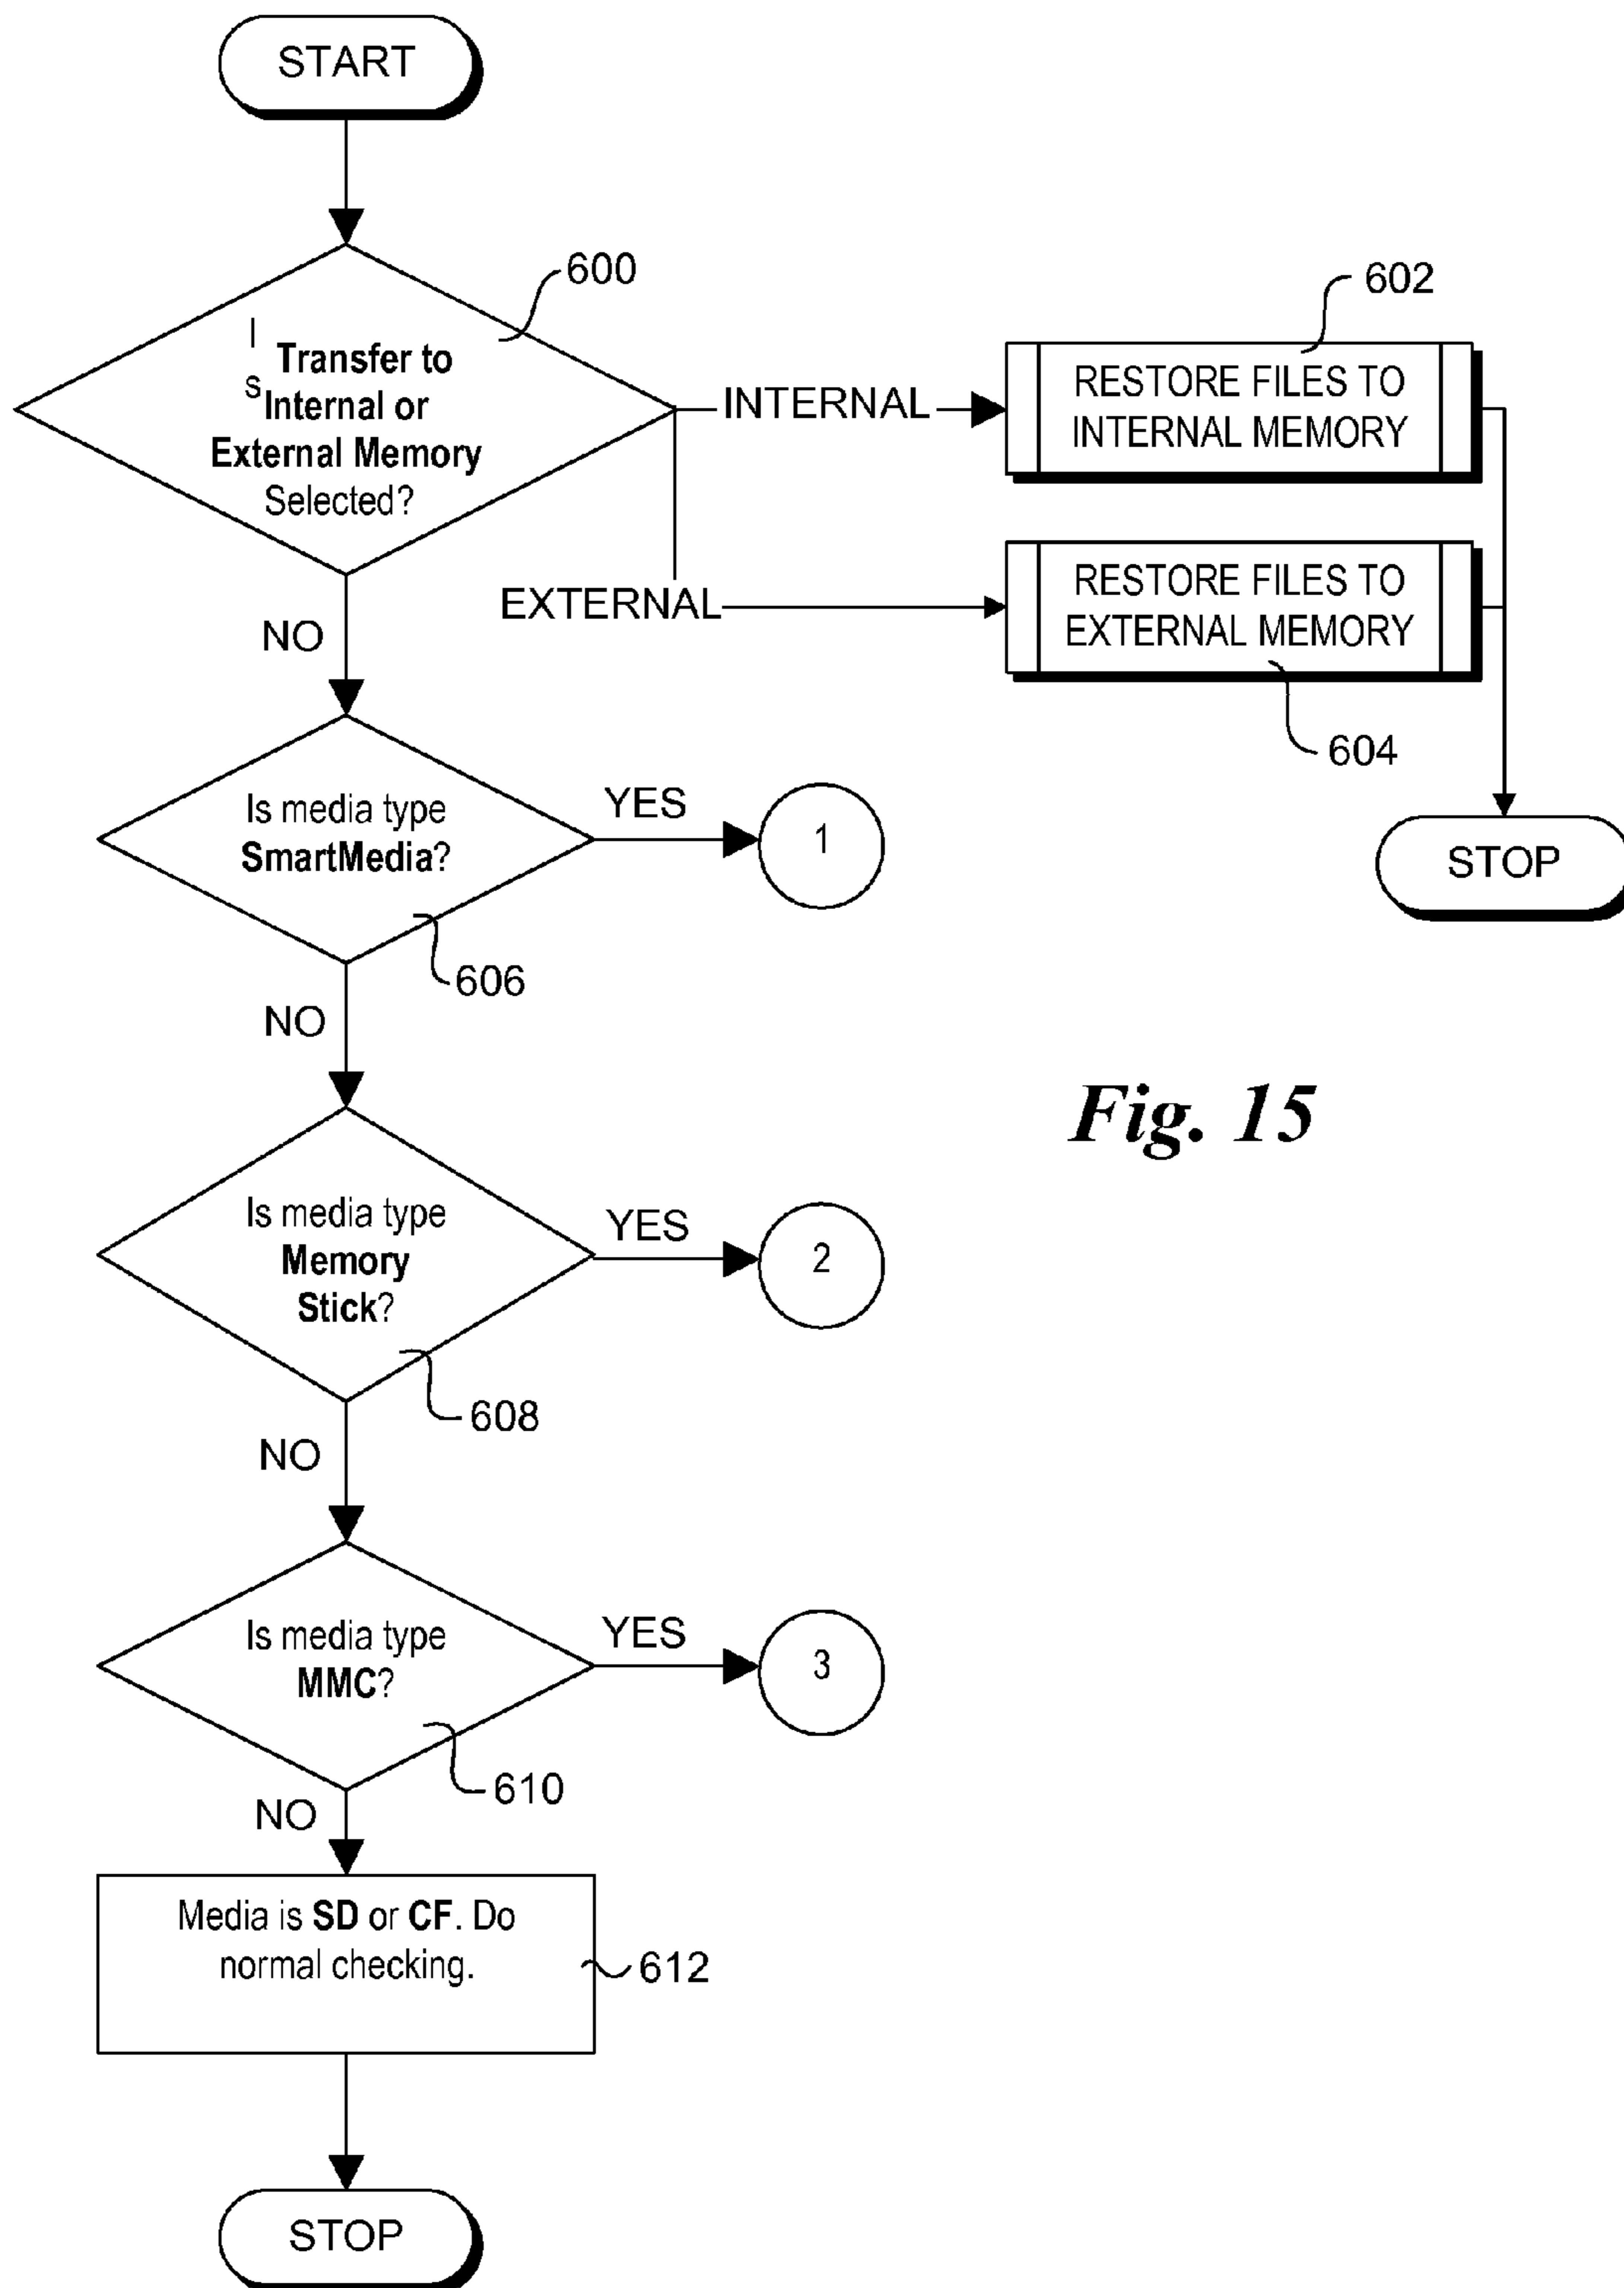 START
600
Is Transfer to
Internal or
External Memory
Selected?
INTERNAL
602
RESTORE FILES TO
INTERNAL MEMORY
EXTERNAL
RESTORE FILES TO
EXTERNAL MEMORY
604
STOP
NO
Is media type
SmartMedia?
YES
1
606
NO
Fig. 15
Is media type
Memory
Stick?
YES
2
608
NO
Is media type
MMC?
YES
3
610
NO
Media is SD or CF. Do
normal checking.
612
STOP